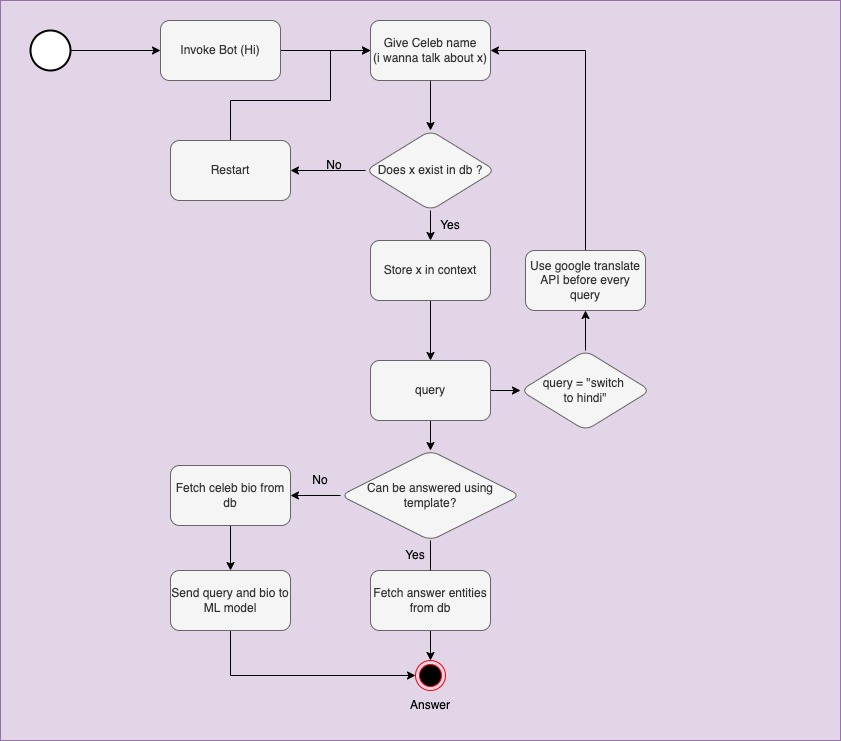 Invoke Bot (Hi)
Give Celeb name
(i wanna talk about x)
Restart
No
Does x exist in db ?
Yes
Store x in context
Use google translate
API before every
query
query
query = "switch
to hindi"
Fetch celeb bio from
db
No
Can be answered using
template?
Yes
Send query and bio to
ML model
Fetch answer entities
from db
Answer